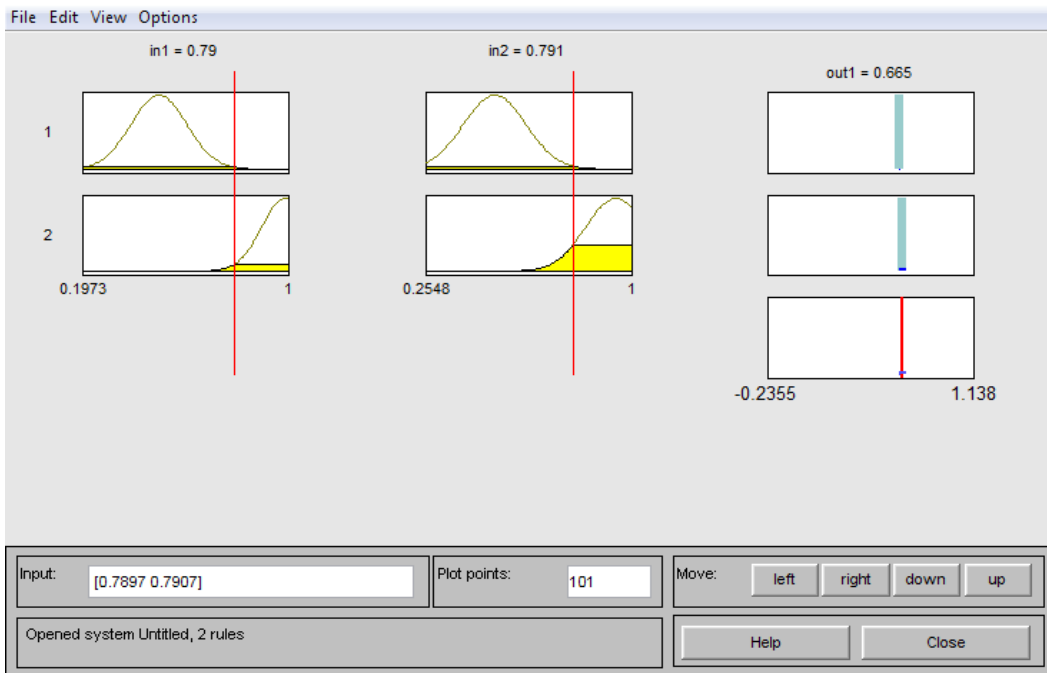 File Edit View Options
in1 = 0.79
in2 = 0.791
out1 = 0.665
1
2
0.1973 1
0.2548 1
-0.2355 1.138
Input: [0.7897 0.7907]
Plot points: 101
Move: left right down up
Opened system Untitled, 2 rules
Help Close